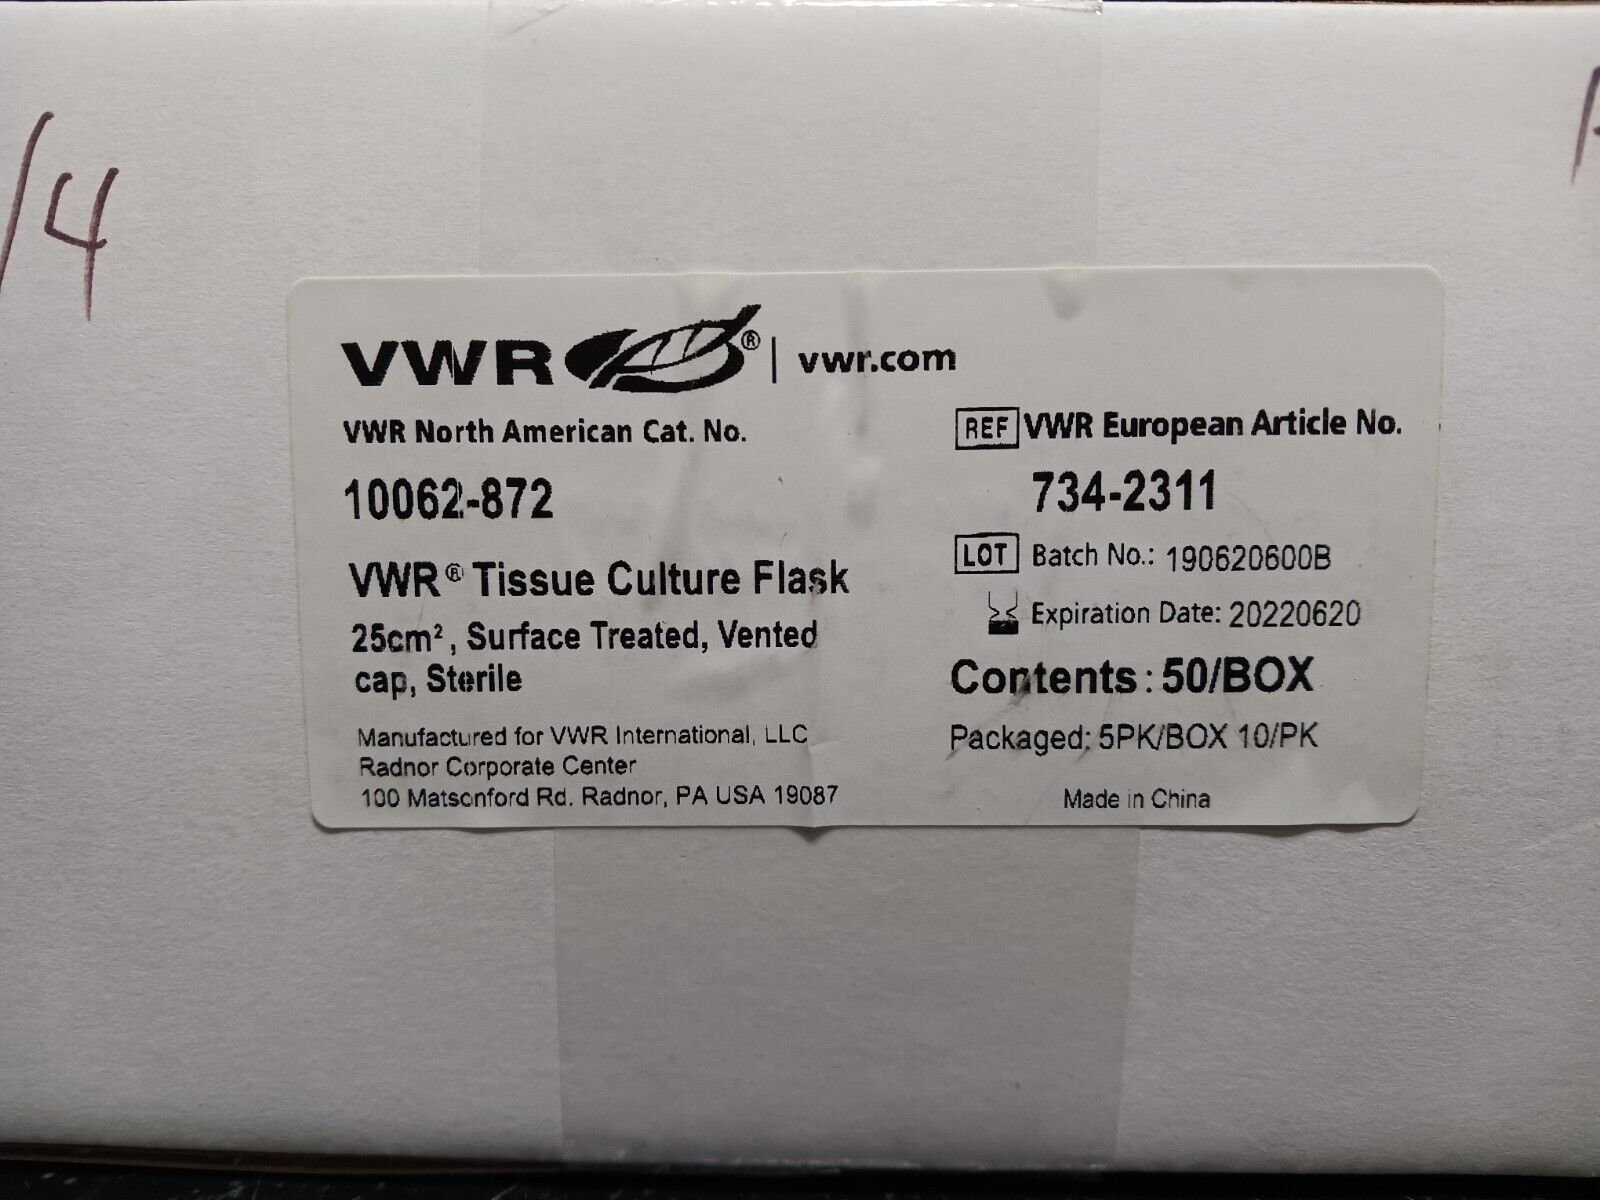 /4
VWR ® | vwr.com
VWR North American Cat. No.
10062-872
VWR® Tissue Culture Flask
25cm², Surface Treated, Vented
cap, Sterile
Manufactured for VWR International, LLC
Radnor Corporate Center
100 Matsonford Rd. Radnor, PA USA 19087
REF VWR European Article No.
734-2311
LOT Batch No.: 190620600B
Expiration Date: 20220620
Contents: 50/BOX
Packaged: 5PK/BOX 10/PK
Made in China